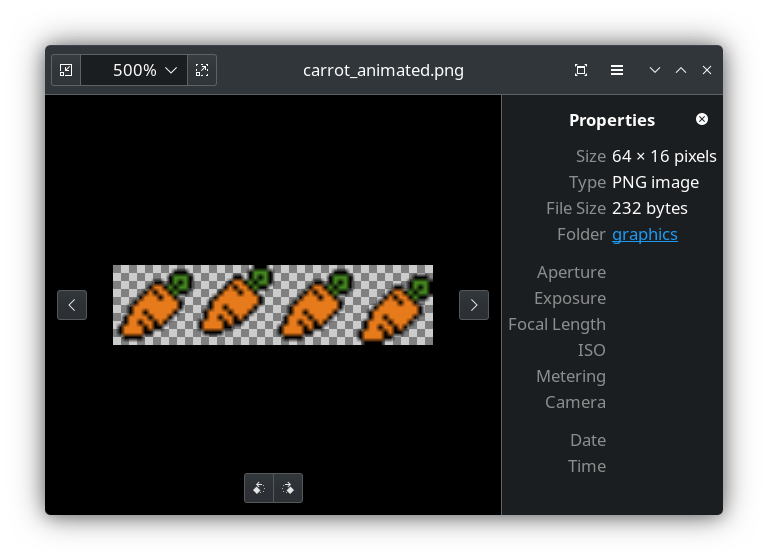 500%
carrot_animated.png
Properties
Size 64 × 16 pixels
Type PNG image
File Size 232 bytes
Folder graphics
Aperture
Exposure
Focal Length
ISO
Metering
Camera
Date
Time